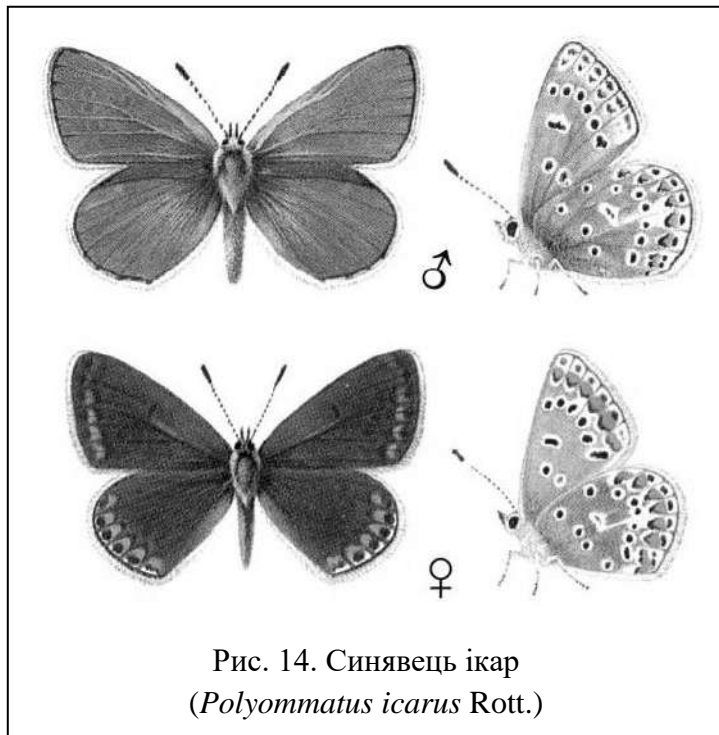 ♂
♀
Рис. 14. Синявець ікар
(Polyommatus icarus Rott.)